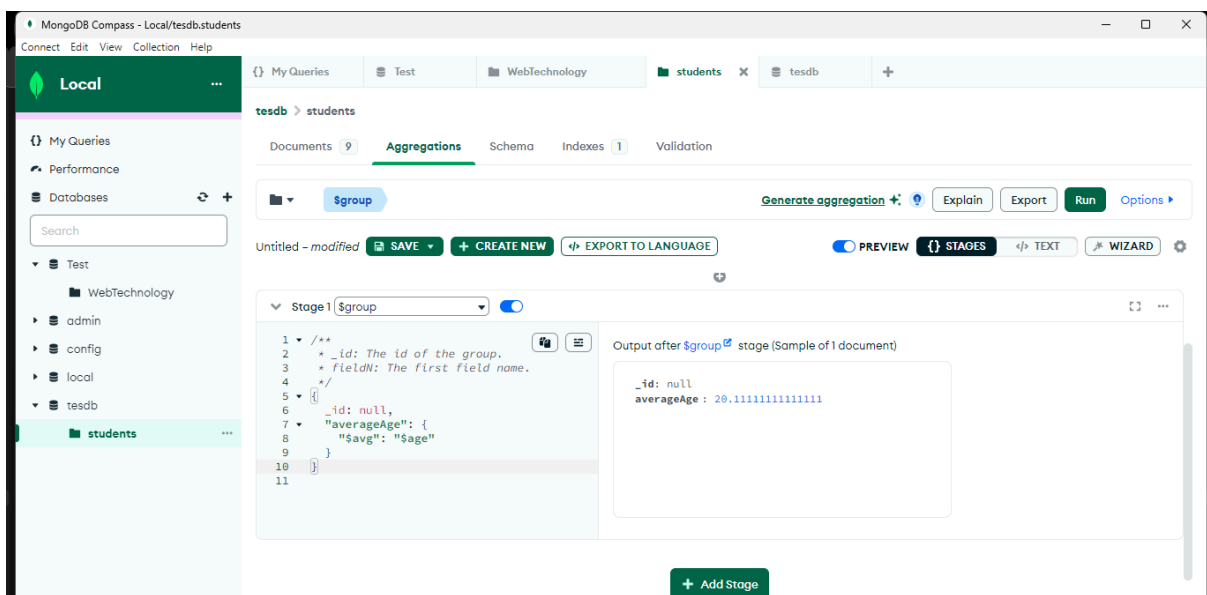 MongoDB Compass - Local/tesdb.students
Connect Edit View Collection Help
Local
{} My Queries
Test
WebTechnology
students
tesdb
tesdb > students
{} My Queries
Performance
Databases
Search
Test
WebTechnology
admin
config
local
tesdb
students
Documents 9 Aggregations Schema Indexes 1 Validation
$group
Generate aggregation Explain Export Run Options
Untitled – modified SAVE + CREATE NEW </> EXPORT TO LANGUAGE PREVIEW {} STAGES </> TEXT WIZARD
Stage 1 $group
1 /**
2 * _id: The id of the group.
3 * fieldN: The first field name.
4 */
5 {
6 _id: null,
7 "averageAge": {
8 "$avg": "$age"
9 }
10 }
11
Output after $group stage (Sample of 1 document)
_id: null
averageAge : 20.11111111111111
+ Add Stage